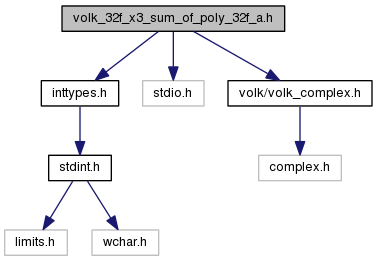 volk_32f_x3_sum_of_poly_32f_a.h
inttypes.h
stdio.h
volk/volk_complex.h
stdint.h
complex.h
limits.h
wchar.h